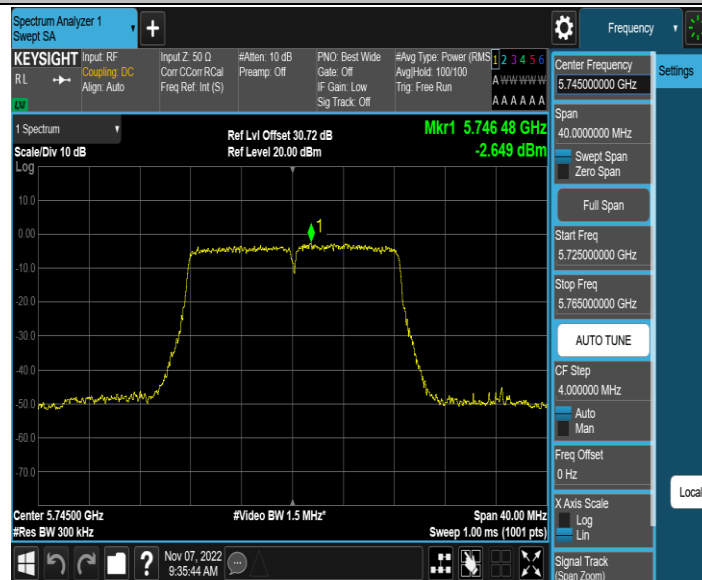 Spectrum Analyzer 1
Swept SA
+
Frequency
KEYSIGHT
RL
LXI
Input: RF
Coupling: DC
Align: Auto
Input Z: 50 Ω
Corr CCorr RCal
Freq Ref: Int (S)
#Atten: 10 dB
Preamp: Off
PNO: Best Wide
Gate: Off
IF Gain: Low
Sig Track: Off
#Avg Type: Power (RMS
Avg|Hold: 100/100
Trig: Free Run
1 2 3 4 5 6
A W W W W W
A A A A A A
1 Spectrum
Scale/Div 10 dB
Ref Lvl Offset 30.72 dB
Ref Level 20.00 dBm
Mkr1 5.746 48 GHz
-2.649 dBm
Log
10.0
0.00
-10.0
-20.0
-30.0
-40.0
-50.0
-60.0
-70.0
1
Center 5.74500 GHz
#Res BW 300 kHz
#Video BW 1.5 MHz*
Span 40.00 MHz
Sweep 1.00 ms (1001 pts)
?
Nov 07, 2022
9:35:44 AM
Center Frequency
5.745000000 GHz
Span
40.0000000 MHz
Swept Span
Zero Span
Full Span
Start Freq
5.725000000 GHz
Stop Freq
5.765000000 GHz
AUTO TUNE
CF Step
4.000000 MHz
Auto
Man
Freq Offset
0 Hz
X Axis Scale
Log
Lin
Signal Track
(Span Zoom)
Settings
Local